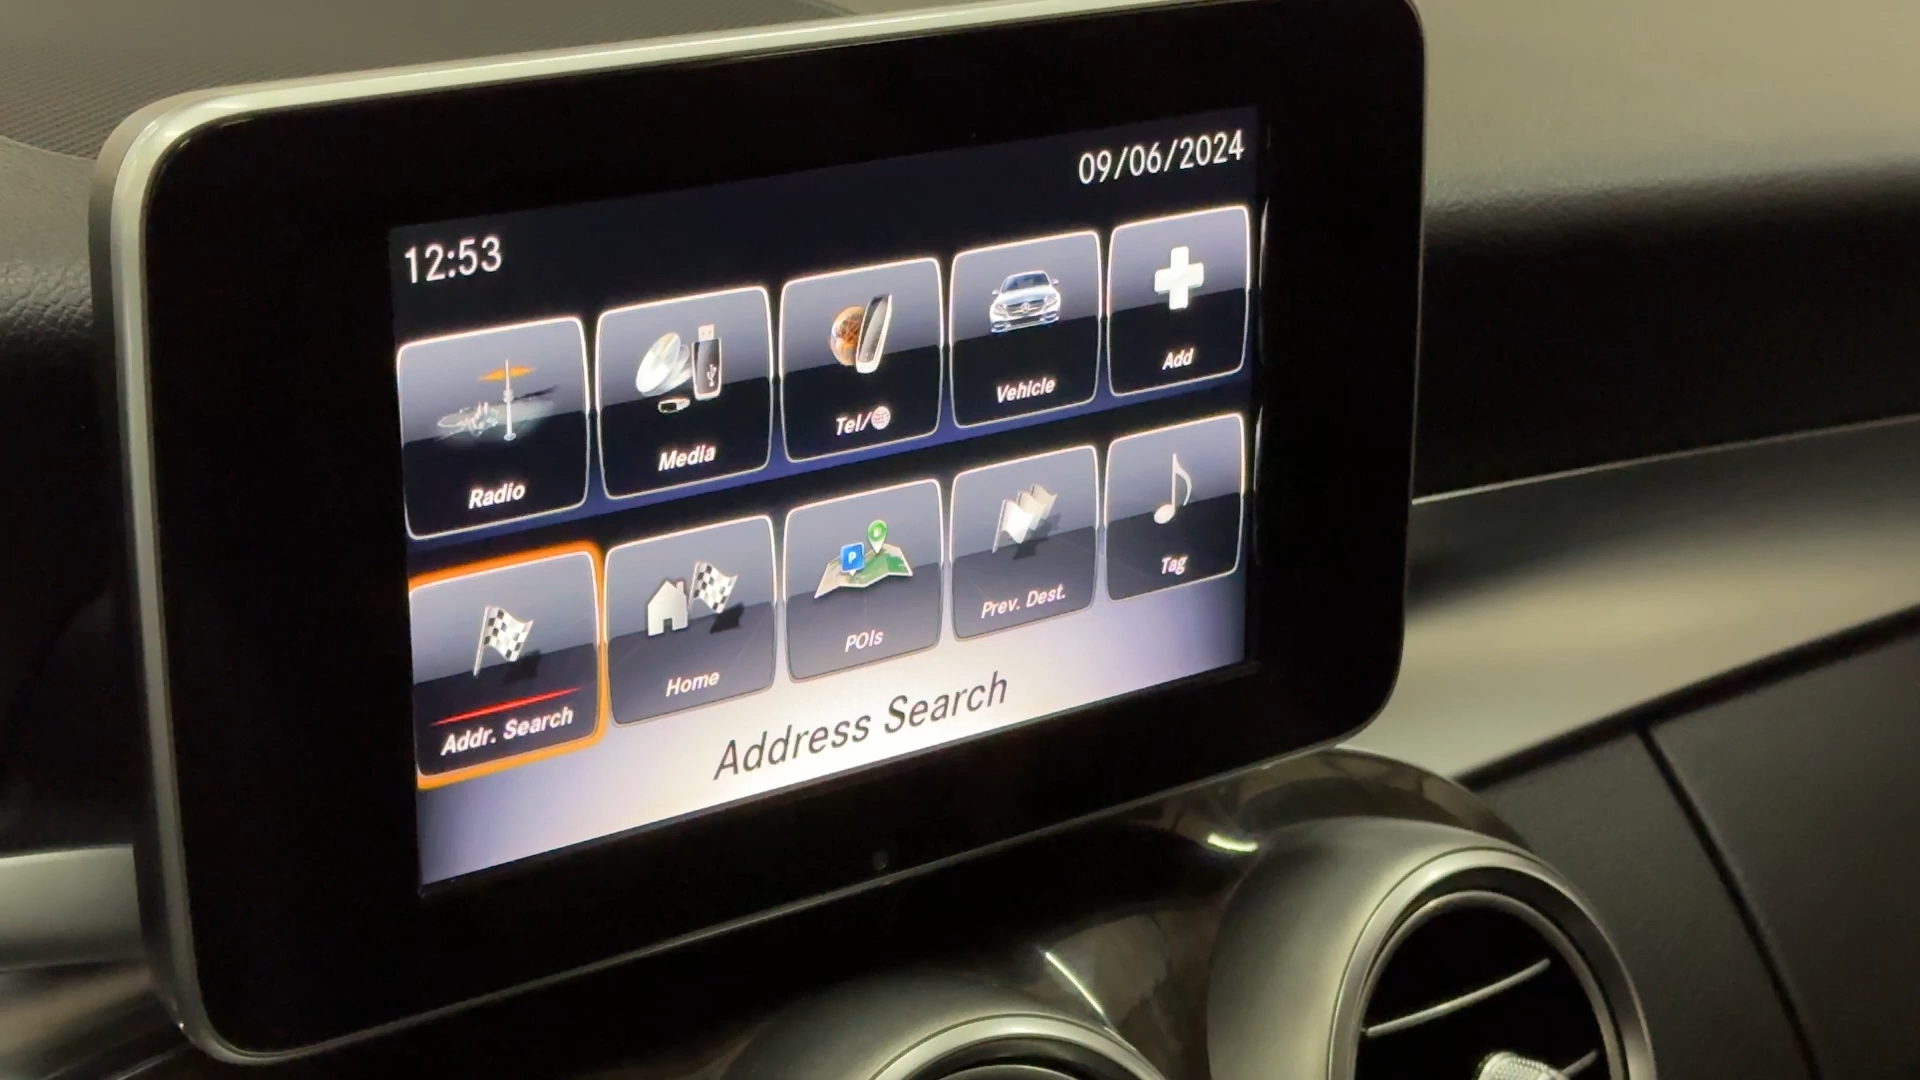 09/06/2024
12:53
Radio
Media
Tel/
Vehicle
Add
Addr. Search
Home
P
POIs
Prev. Dest.
Tag
Address Search